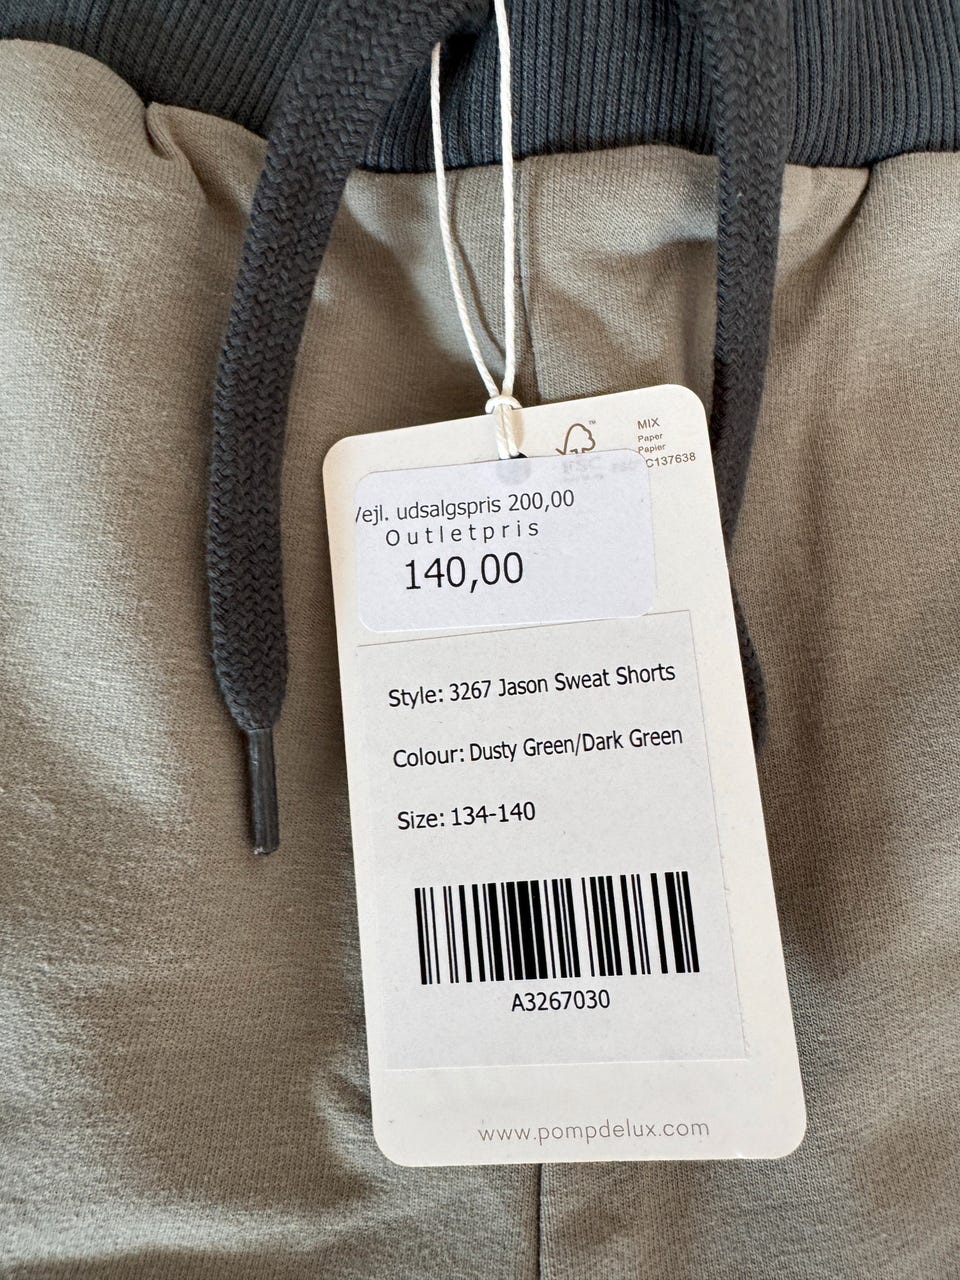 ™
MIX
Paper
Papier
C137638
Vejl. udsalgspris 200,00
Outletpris
140,00
Style: 3267 Jason Sweat Shorts
Colour: Dusty Green/Dark Green
Size: 134-140
A3267030
www.pompdelux.com